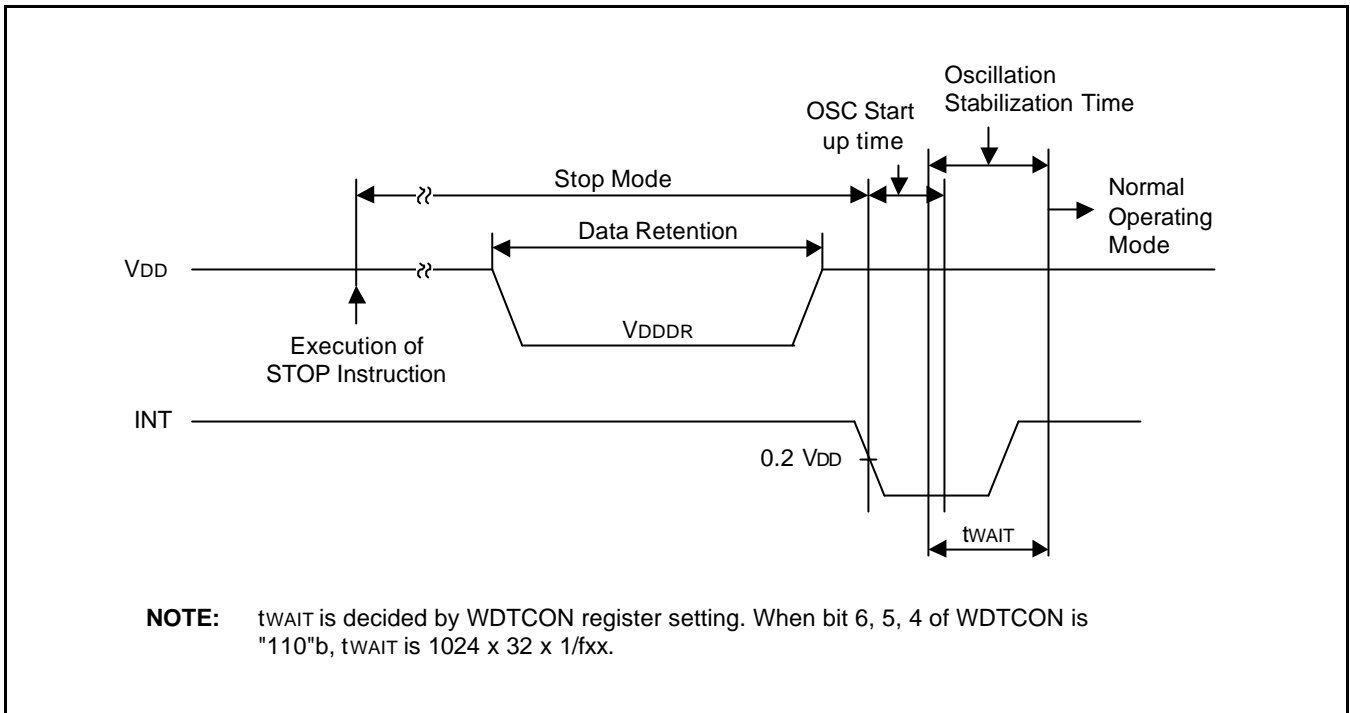 Oscillation
Stabilization Time
OSC Start
up time
Stop Mode
Normal
Operating
Mode
Data Retention
VDD
VDDDR
Execution of
STOP Instruction
INT
0.2 VDD
tWAIT
NOTE: tWAIT is decided by WDTCON register setting. When bit 6, 5, 4 of WDTCON is
"110"b, tWAIT is 1024 x 32 x 1/fxx.